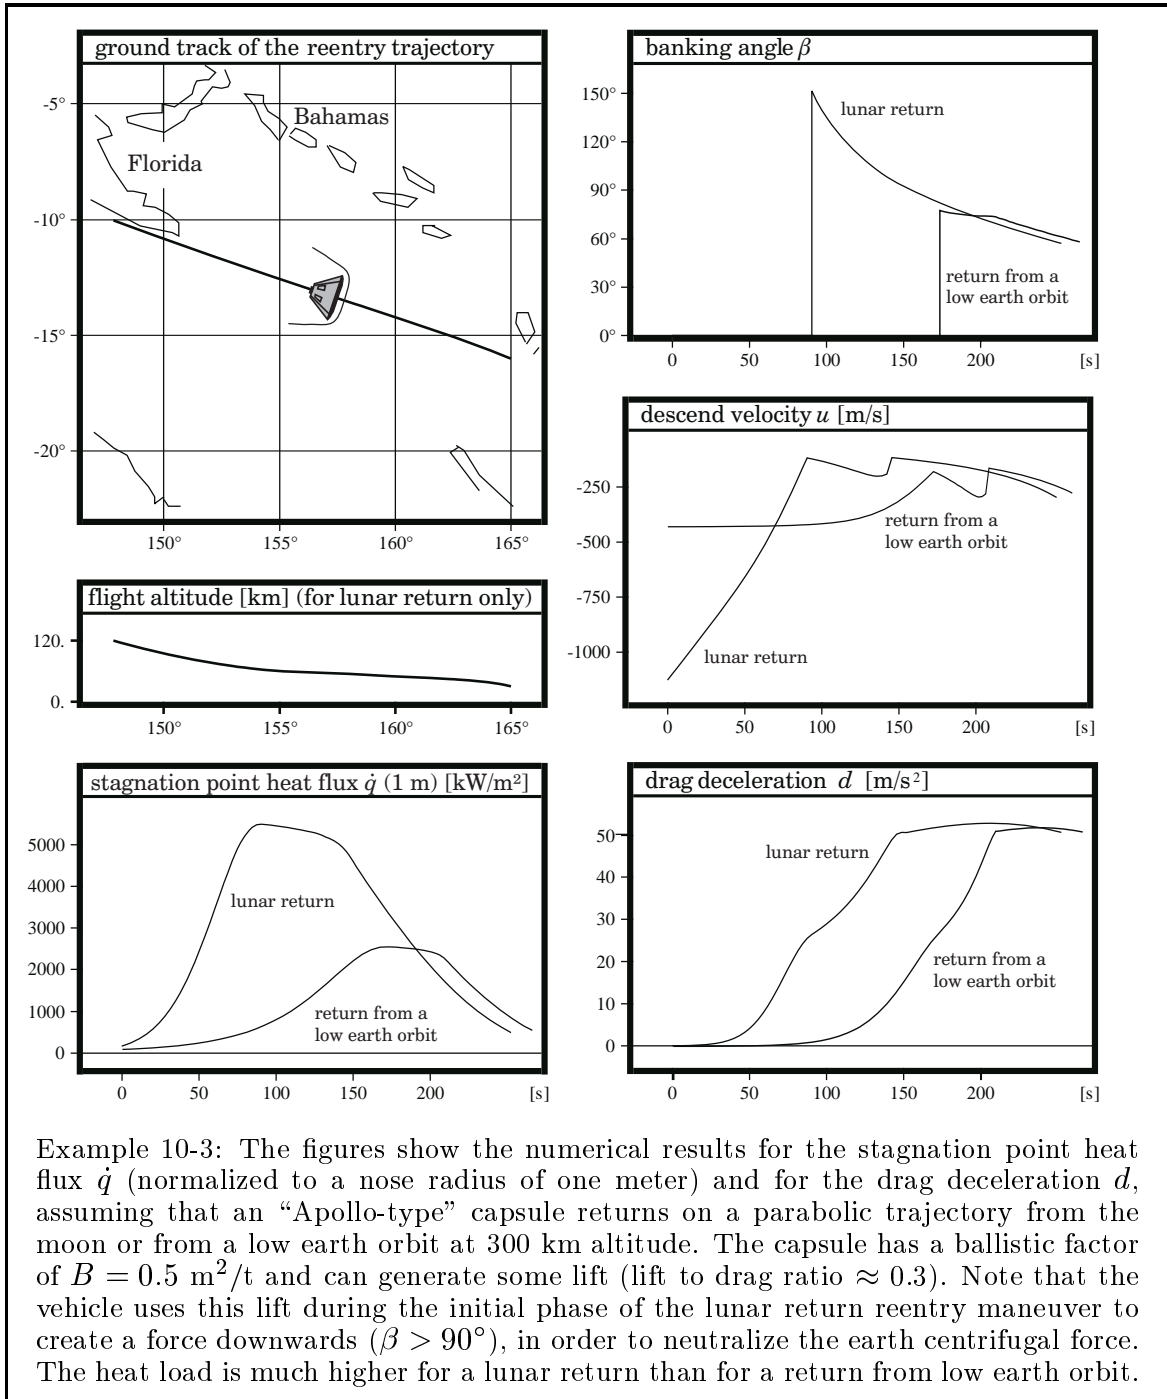 ground track of the reentry trajectory
-5°
-10°
-15°
-20°
Bahamas
Florida
150°
155°
160°
165°
banking angle β
150°
120°
90°
60°
30°
0°
lunar return
return from a
low earth orbit
0
50
100
150
200
[s]
descend velocity u [m/s]
-250
-500
-750
-1000
return from a
low earth orbit
lunar return
0
50
100
150
200
[s]
flight altitude [km] (for lunar return only)
120.
0.
150°
155°
160°
165°
stagnation point heat flux q̇ (1 m) [kW/m²]
5000
4000
3000
2000
1000
0
lunar return
return from a
low earth orbit
0
50
100
150
200
[s]
drag deceleration d [m/s²]
50
40
30
20
10
0
lunar return
return from a
low earth orbit
0
50
100
150
200
[s]
Example 10-3: The figures show the numerical results for the stagnation point heat
flux q̇ (normalized to a nose radius of one meter) and for the drag deceleration d,
assuming that an “Apollo-type” capsule returns on a parabolic trajectory from the
moon or from a low earth orbit at 300 km altitude. The capsule has a ballistic factor
of B = 0.5 m²/t and can generate some lift (lift to drag ratio ≈ 0.3). Note that the
vehicle uses this lift during the initial phase of the lunar return reentry maneuver to
create a force downwards (β > 90°), in order to neutralize the earth centrifugal force.
The heat load is much higher for a lunar return than for a return from low earth orbit.